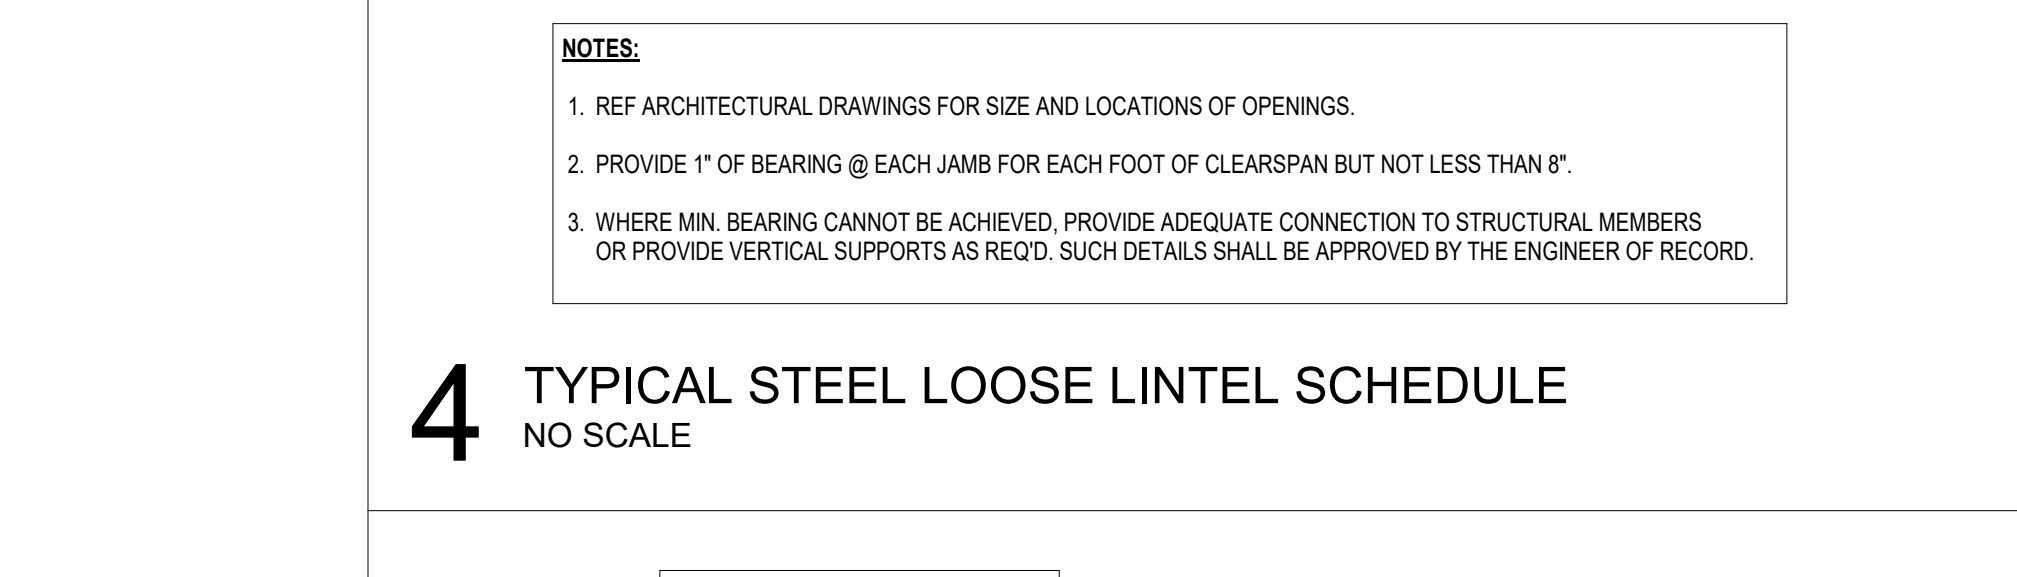 NOTES:
1. REF ARCHITECTURAL DRAWINGS FOR SIZE AND LOCATIONS OF OPENINGS.
2. PROVIDE 1" OF BEARING @ EACH JAMB FOR EACH FOOT OF CLEARSPAN BUT NOT LESS THAN 8".
3. WHERE MIN. BEARING CANNOT BE ACHIEVED, PROVIDE ADEQUATE CONNECTION TO STRUCTURAL MEMBERS
OR PROVIDE VERTICAL SUPPORTS AS REQ'D. SUCH DETAILS SHALL BE APPROVED BY THE ENGINEER OF RECORD.
4 TYPICAL STEEL LOOSE LINTEL SCHEDULE
NO SCALE